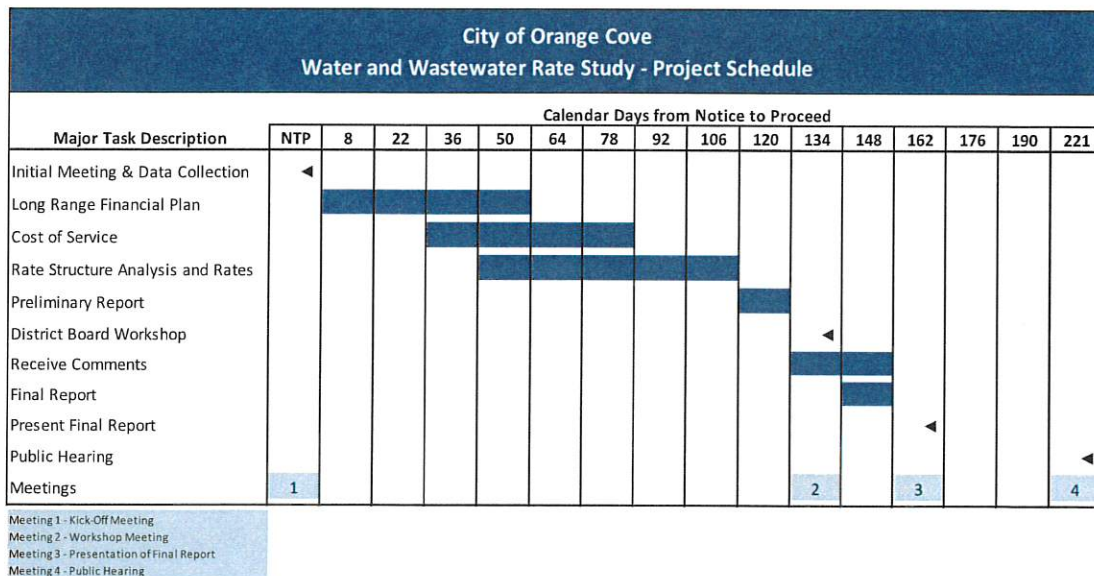 City of Orange Cove
Water and Wastewater Rate Study - Project Schedule
Calendar Days from Notice to Proceed
Major Task Description NTP 8 22 36 50 64 78 92 106 120 134 148 162 176 190 221
Initial Meeting & Data Collection
Long Range Financial Plan
Cost of Service
Rate Structure Analysis and Rates
Preliminary Report
District Board Workshop
Receive Comments
Final Report
Present Final Report
Public Hearing
Meetings 1 2 3 4
Meeting 1 - Kick-Off Meeting
Meeting 2 - Workshop Meeting
Meeting 3 - Presentation of Final Report
Meeting 4 - Public Hearing